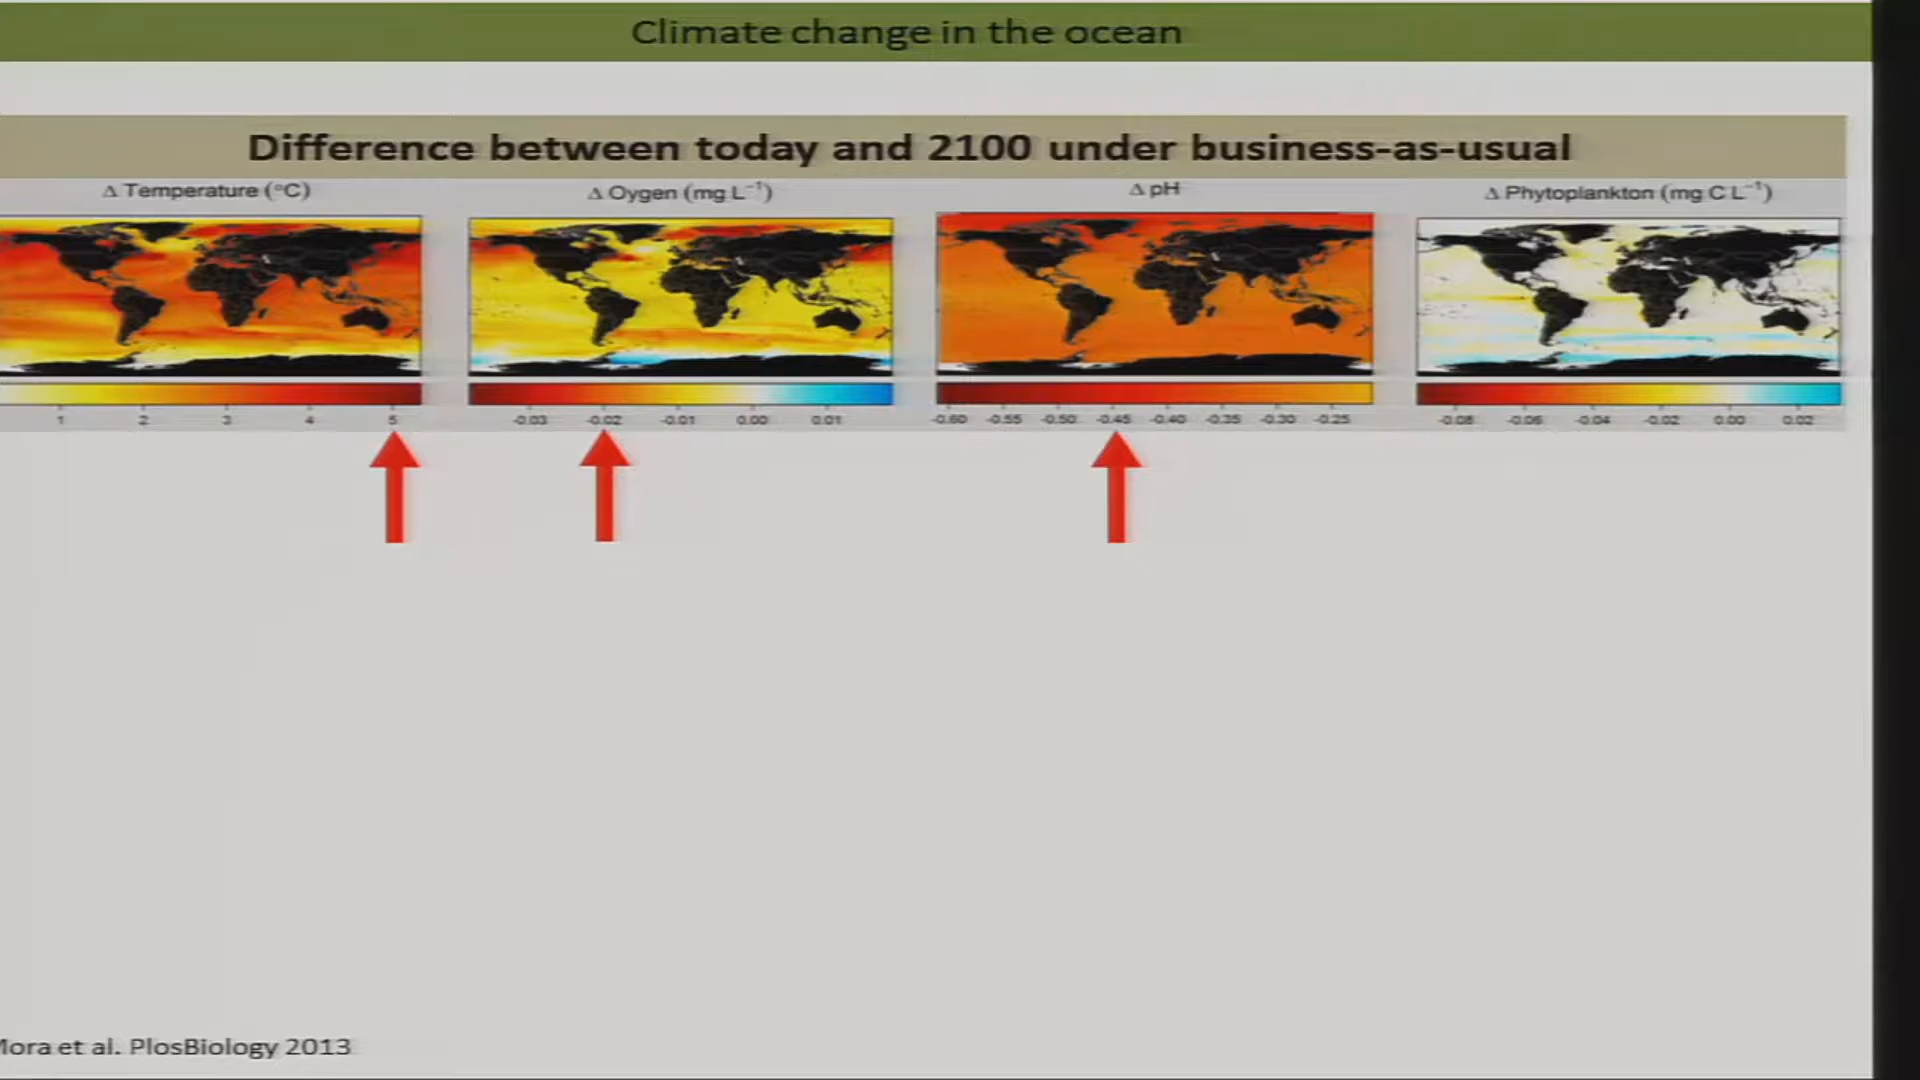 Climate change in the ocean
Difference between today and 2100 under business-as-usual
Δ Temperature (°C)
Δ Oygen (mg L⁻¹)
Δ pH
Δ Phytoplankton (mg C L⁻¹)
1 2 3 4 5
-0.03 -0.02 -0.01 0.00 0.01
-0.60 -0.55 -0.50 -0.45 -0.40 -0.35 -0.30 -0.25
-0.08 -0.06 -0.04 -0.02 0.00 0.02
Mora et al. PlosBiology 2013